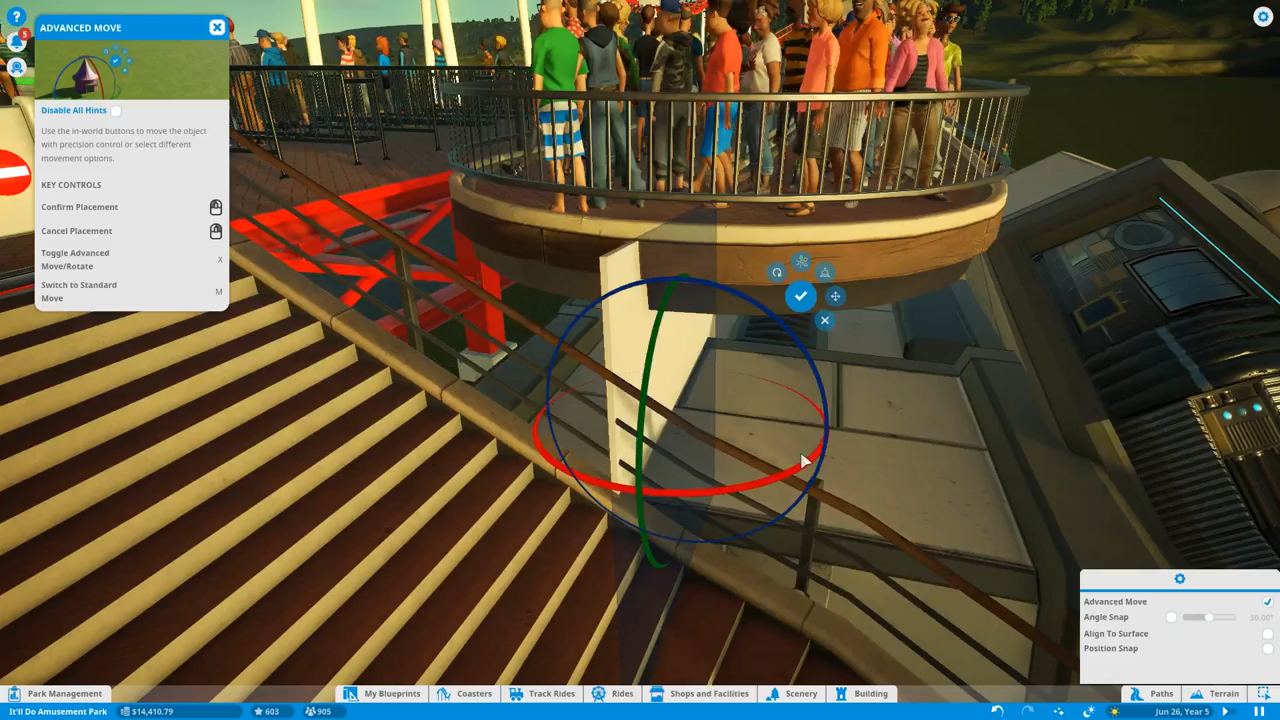 ?
5
ADVANCED MOVE
Disable All Hints
Use the in-world buttons to move the object
with precision control or select different
movement options.
KEY CONTROLS
Confirm Placement
Cancel Placement
Toggle Advanced
Move/Rotate
X
Switch to Standard
Move
M
Advanced Move
Angle Snap
30.00°
Align To Surface
Position Snap
Park Management
My Blueprints
Coasters
Track Rides
Rides
Shops and Facilities
Scenery
Building
Paths
Terrain
It'll Do Amusement Park
$14,410.79
603
905
Jun 26, Year 5